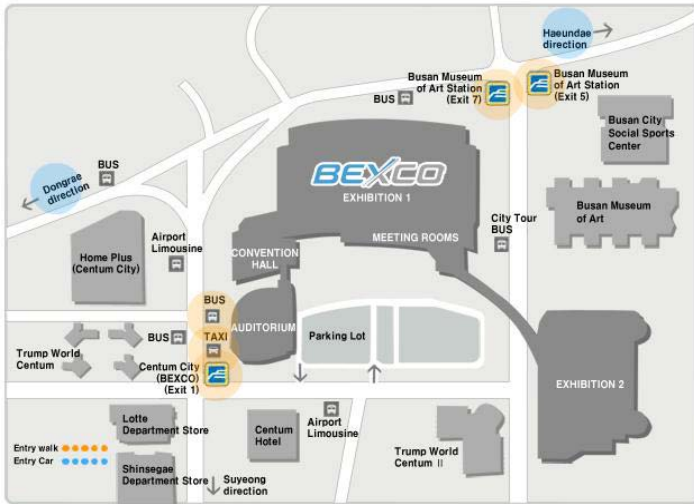 Haeundae
direction
Busan Museum
of Art Station
(Exit 7)
Busan Museum
of Art Station
(Exit 5)
BUS
Busan City
Social Sports
Center
BUS
Dongrae
direction
BEXCO
EXHIBITION 1
Busan Museum
of Art
City Tour
BUS
MEETING ROOMS
Airport
Limousine
Home Plus
(Centum City)
CONVENTION
HALL
BUS
AUDITORIUM
TAXI
BUS
Parking Lot
Trump World
Centum
Centum City
(BEXCO)
(Exit 1)
EXHIBITION 2
Lotte
Department Store
Centum
Hotel
Airport
Limousine
Trump World
Centum II
Entry walk
Entry Car
Shinsegae
Department Store
Suyeong
direction